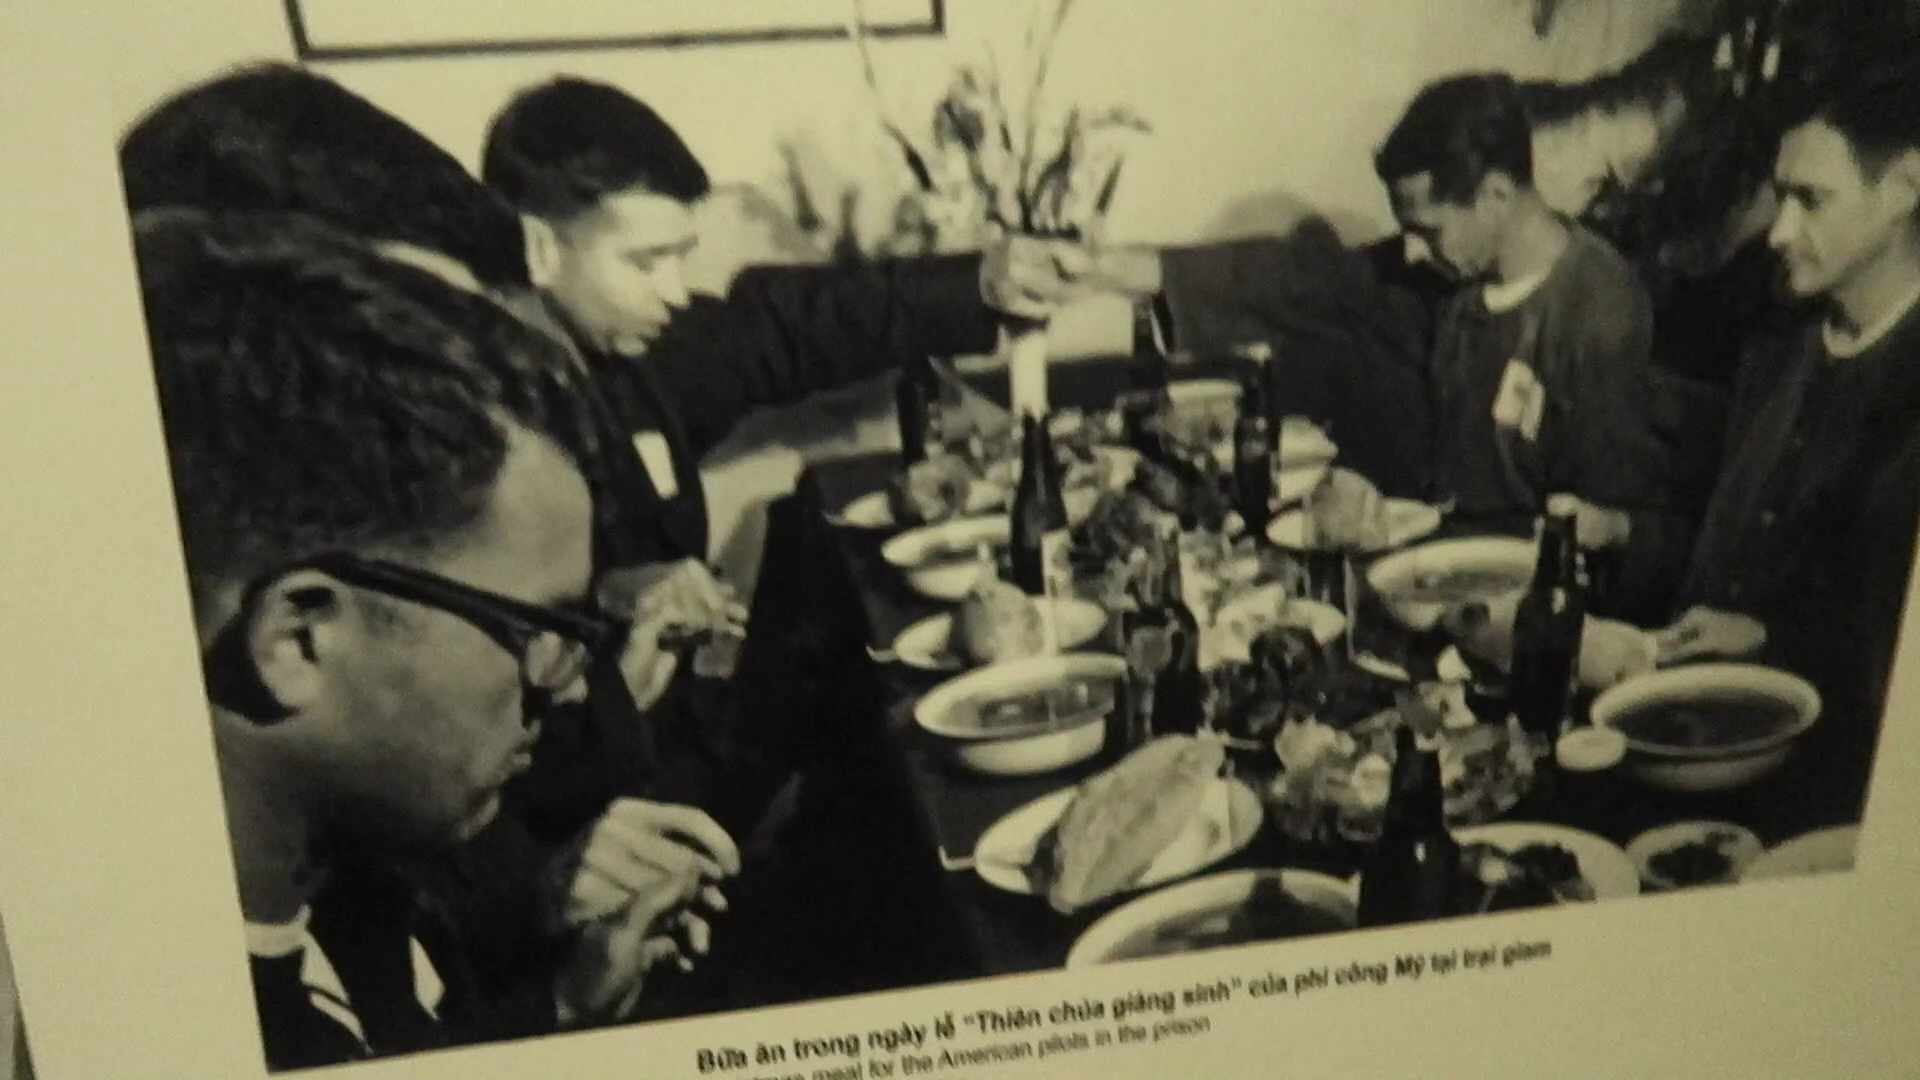 Bữa ăn trong ngày lễ "Thiên chúa giáng sinh" của phi công Mỹ tại trại giam
meal for the American pilots in the prison